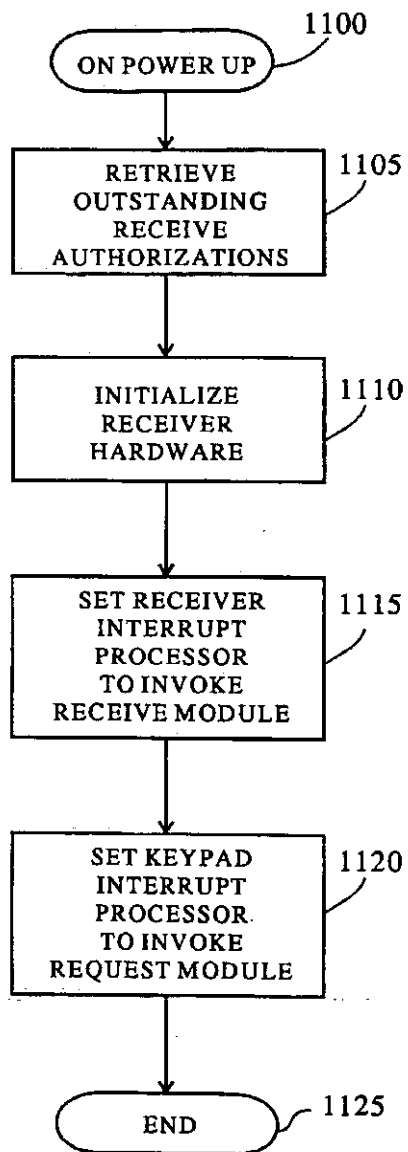 1100
ON POWER UP
1105
RETRIEVE
OUTSTANDING
RECEIVE
AUTHORIZATIONS
1110
INITIALIZE
RECEIVER
HARDWARE
1115
SET RECEIVER
INTERRUPT
PROCESSOR
TO INVOKE
RECEIVE MODULE
1120
SET KEYPAD
INTERRUPT
PROCESSOR
TO INVOKE
REQUEST MODULE
END
1125